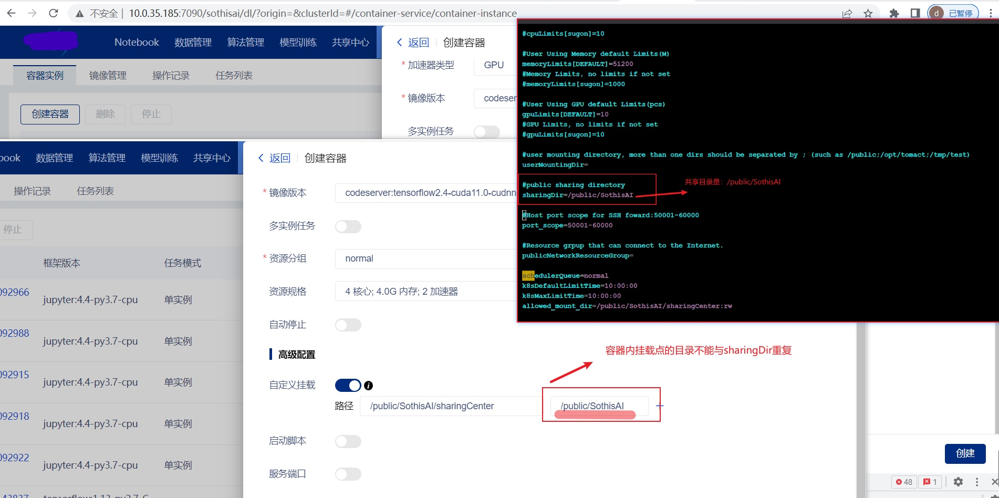 不安全 | 10.0.35.185:7090/sothisai/dl/?origin=&clusterId=#/container-service/container-instance
d 已暂停
Notebook 数据管理 算法管理 模型训练 共享中心
容器实例 镜像管理 操作记录 任务列表
创建容器 删除 停止
返回 创建容器
* 加速器类型 GPU
* 镜像版本 codeser
多实例任务
book 数据管理 算法管理 模型训练 共享中心
操作记录 任务列表
停止
框架版本 任务模式
092966 jupyter:4.4-py3.7-cpu 单实例
092988 jupyter:4.4-py3.7-cpu 单实例
092915 jupyter:4.4-py3.7-cpu 单实例
092918 jupyter:4.4-py3.7-cpu 单实例
092922 jupyter:4.4-py3.7-cpu 单实例
返回 创建容器
* 镜像版本 codeserver:tensorflow2.4-cuda11.0-cudnn
多实例任务
* 资源分组 normal
资源规格 4 核心; 4.0G 内存; 2 加速器
自动停止
高级配置
自定义挂载
路径 /public/SothisAI/sharingCenter /public/SothisAI +
启动脚本
服务端口
#cpuLimits[sugon]=10
#User Using Memory default Limits(M)
memoryLimits[DEFAULT]=51200
#Memory Limits, no limits if not set
#memoryLimits[sugon]=1000
#User Using GPU default Limits(pcs)
gpuLimits[DEFAULT]=10
#GPU Limits, no limits if not set
#gpuLimits[sugon]=10
#user mounting directory, more than one dirs should be separated by ; (such as /public;/opt/tomact;/tmp/test)
userMountingDir=
#public sharing directory
sharingDir=/public/SothisAI
共享目录是：/public/SothisAI
#Host port scope for SSH foward:50001-60000
port_scope=50001-60000
#Resource grpup that can connect to the Internet.
publicNetworkResourceGroup=
schedulerQueue=normal
k8sDefaultLimitTime=10:00:00
k8sMaxLimitTime=10:00:00
allowed_mount_dir=/public/SothisAI/sharingCenter:rw
容器内挂载点的目录不能与sharingDir重复
创建
48 1